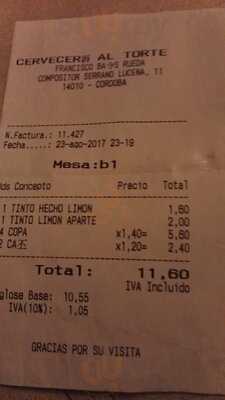 CERVECERIA AL TORTE
FRANCISCO RUEDA
COMPOSITOR SERRANO LUCENA, 11
14010 - CORDOBA
N.Factura.: 11.427
Fecha.....: 23-ago-2017 23-19
Mesa:b1
ds Concepto Precio Total
1 TINTO HECHO LIMON 1,60
1 TINTO LIMON APARTE 2,00
4 COPA x1,40= 5,60
2 x1,20= 2,40
Total: 11,60
IVA Incluido
glose Base: 10,55
IVA(10%): 1,05
GRACIAS POR SU VISITA